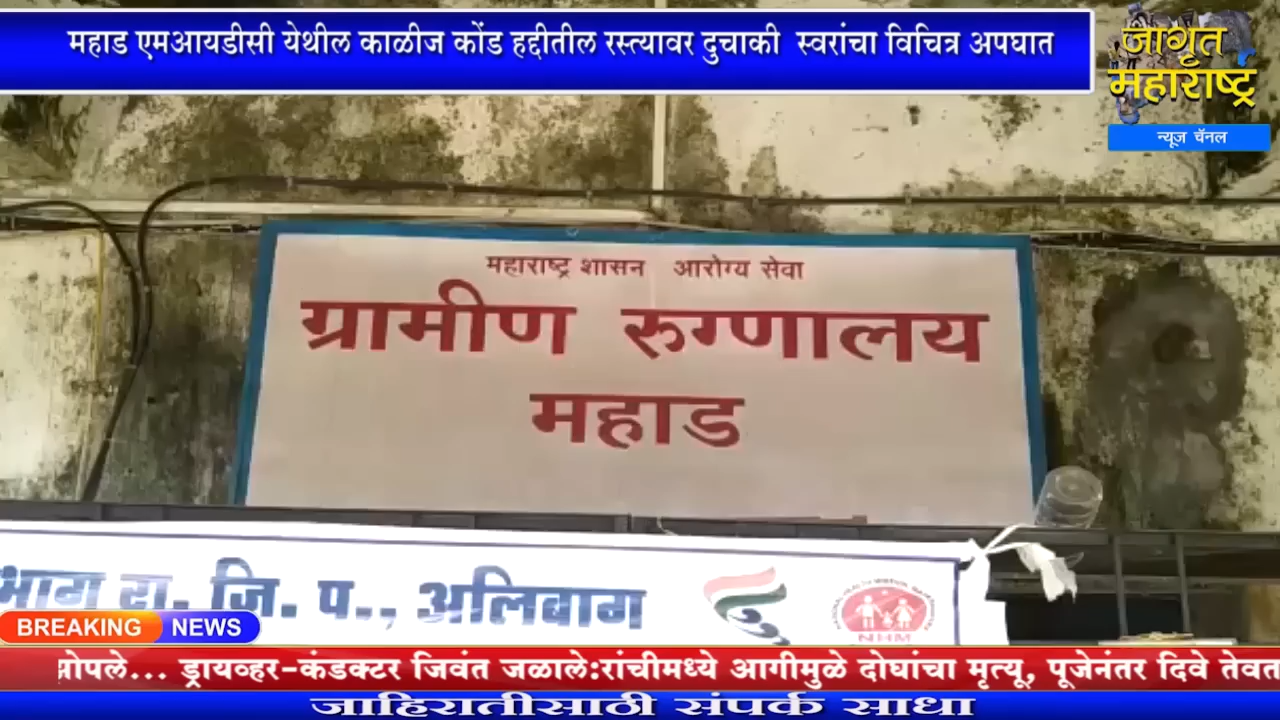 महाड एमआयडीसी येथील काळीज कोंड हद्दीतील रस्त्यावर दुचाकी स्वरांचा विचित्र अपघात
जागृत
महाराष्ट्र
न्यूज चॅनल
महाराष्ट्र शासन आरोग्य सेवा
ग्रामीण रुग्णालय
महाड
भाग रा. जि. प., अलिबाग
NHM
BREAKING NEWS
झोपले... ड्रायव्हर-कंडक्टर जिवंत जळाले:रांचीमध्ये आगीमुळे दोघांचा मृत्यू, पूजेनंतर दिवे तेवत
जाहिरातीसाठी संपर्क साधा